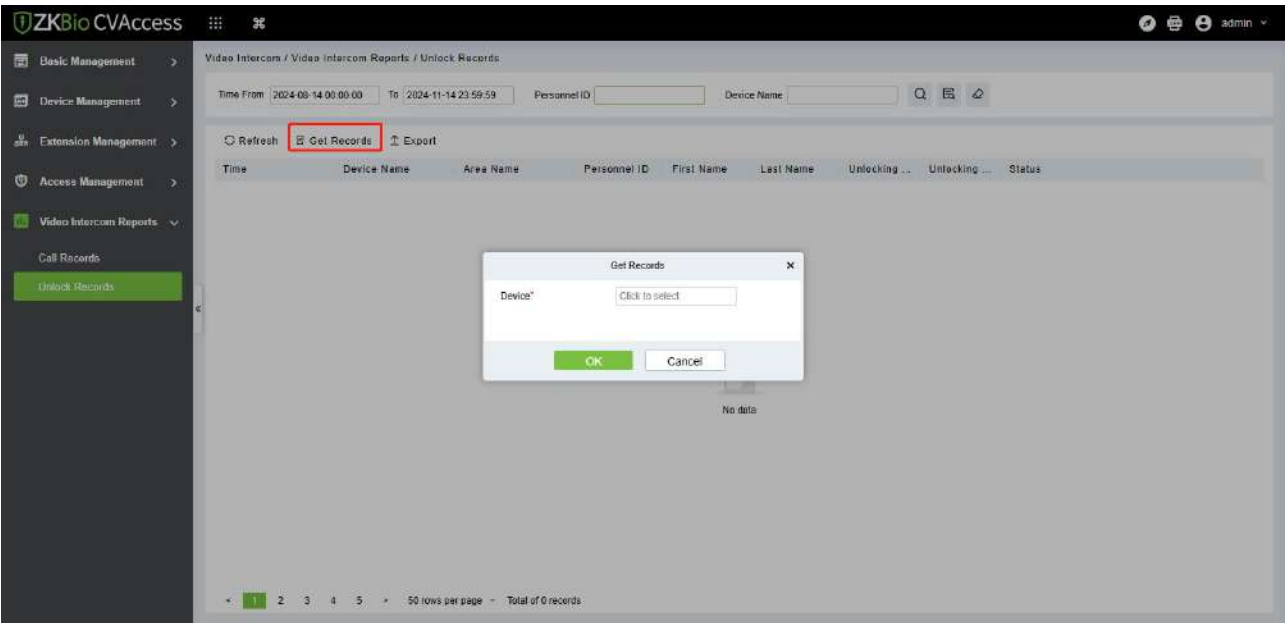 ZKBio CVAccess admin
Basic Management
Device Management
Extension Management
Access Management
Video Intercom Reports
Call Records
Unlock Records
Video Intercom / Video Intercom Reports / Unlock Records
Time From 2024-08-14 00:00:00 To 2024-11-14 23:59:59 Personnel ID Device Name
Refresh Get Records Export
Time Device Name Area Name Personnel ID First Name Last Name Unlocking ... Unlocking ... Status
Get Records
Device* Click to select
OK Cancel
No data
< 1 2 3 4 5 > 50 rows per page Total of 0 records